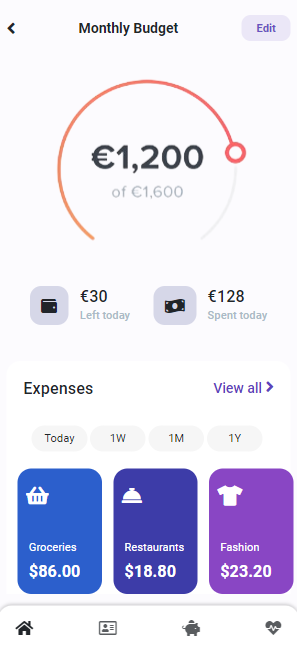 Monthly Budget
Edit
€1,200
of €1,600
€30
Left today
€128
Spent today
Expenses
View all
Today
1W
1M
1Y
Groceries
$86.00
Restaurants
$18.80
Fashion
$23.20